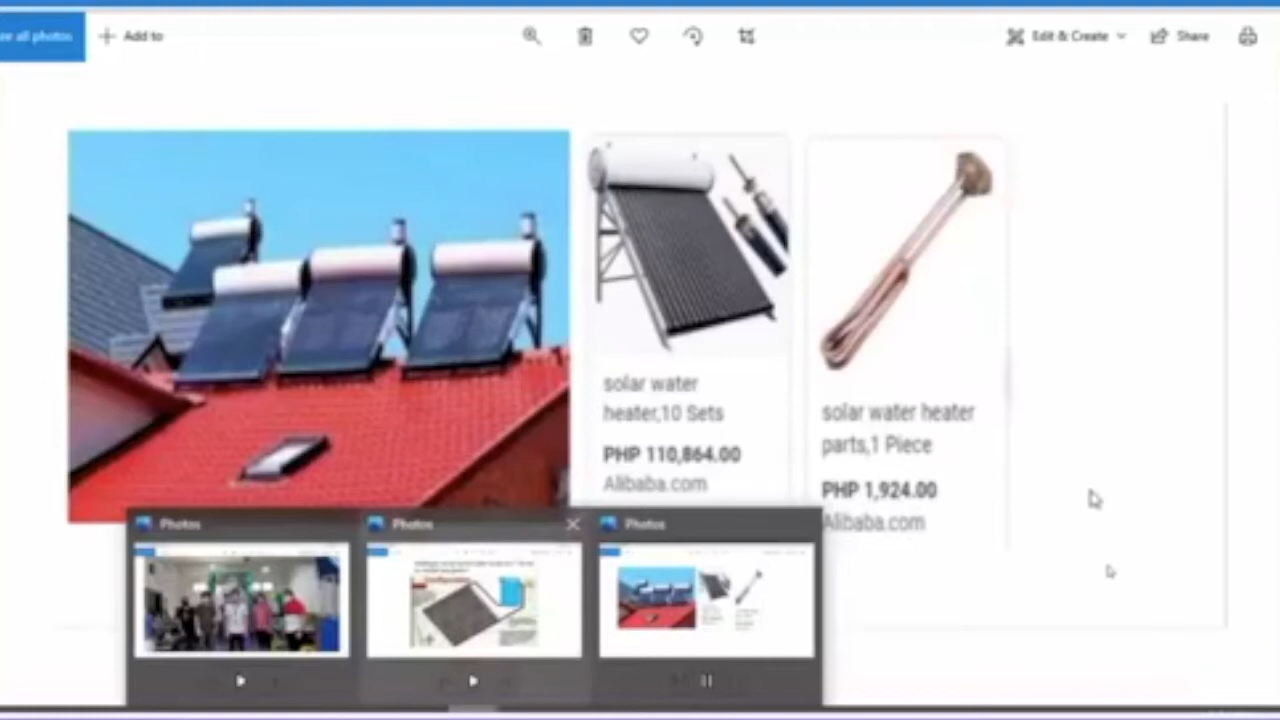 see all photos
Add to
Edit & Create
Share
solar water
heater,10 Sets
PHP 110,864.00
Alibaba.com
solar water heater
parts,1 Piece
PHP 1,924.00
Alibaba.com
Photos
Photos
Photos